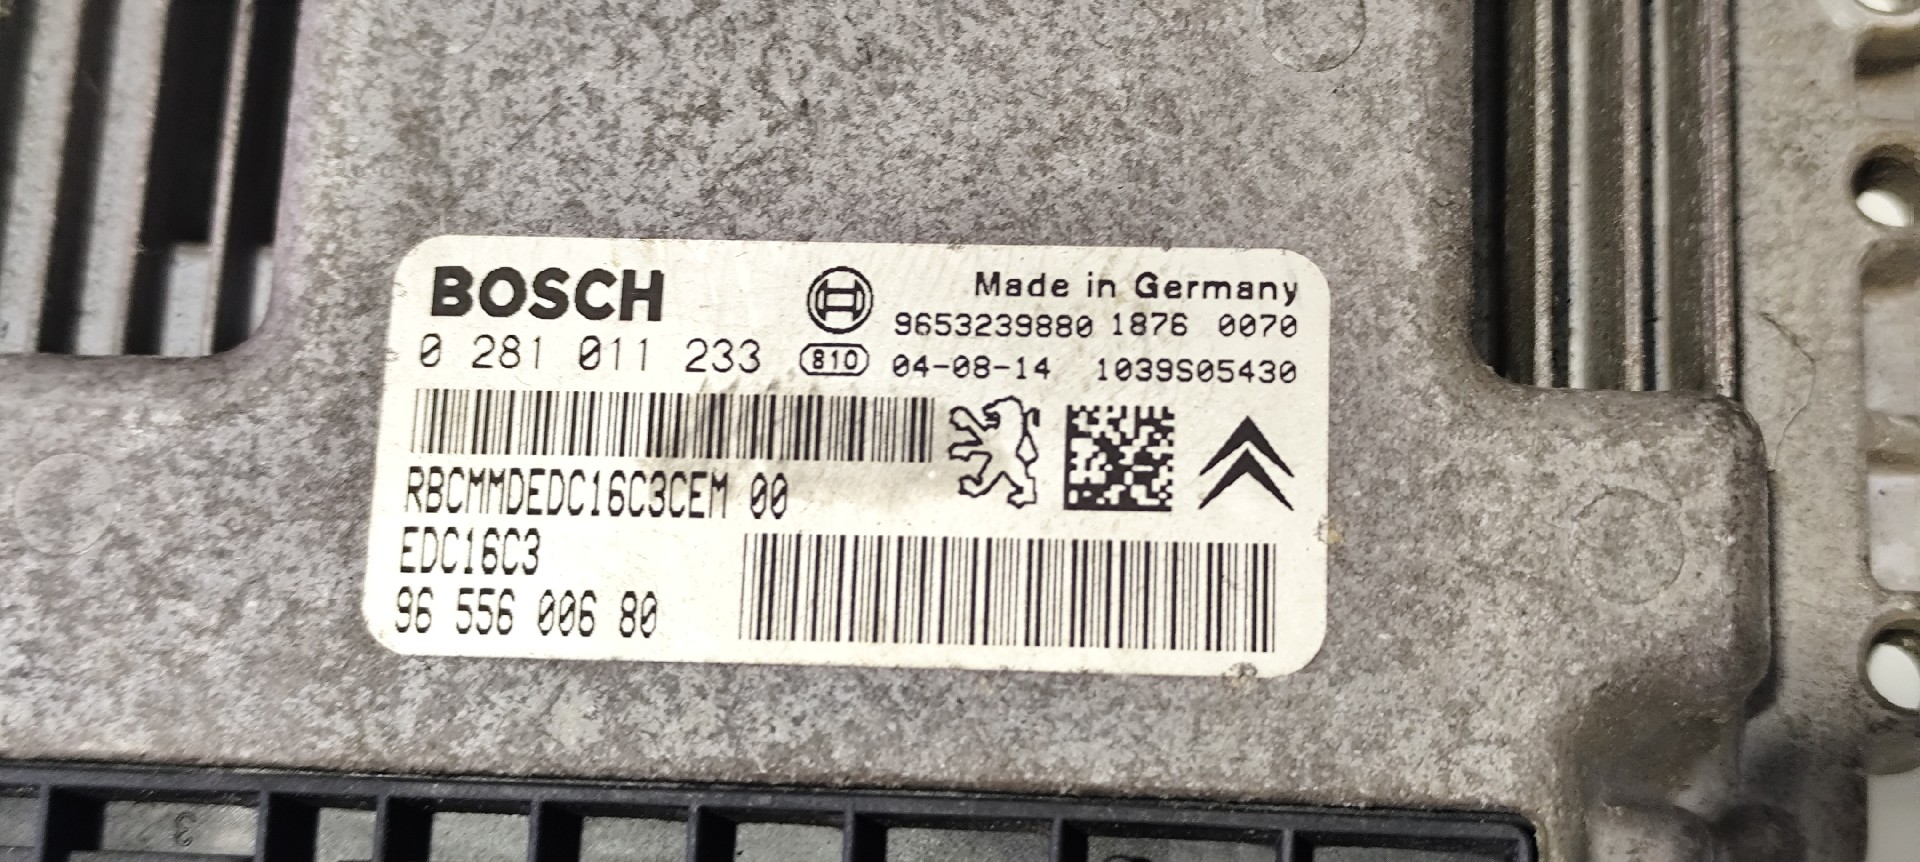 BOSCH
Made in Germany
9653239880 1876 0070
0 281 011 233
810 04-08-14 1039S05430
RBCMMDEDC16C3CEM 00
EDC16C3
96 556 006 80
3